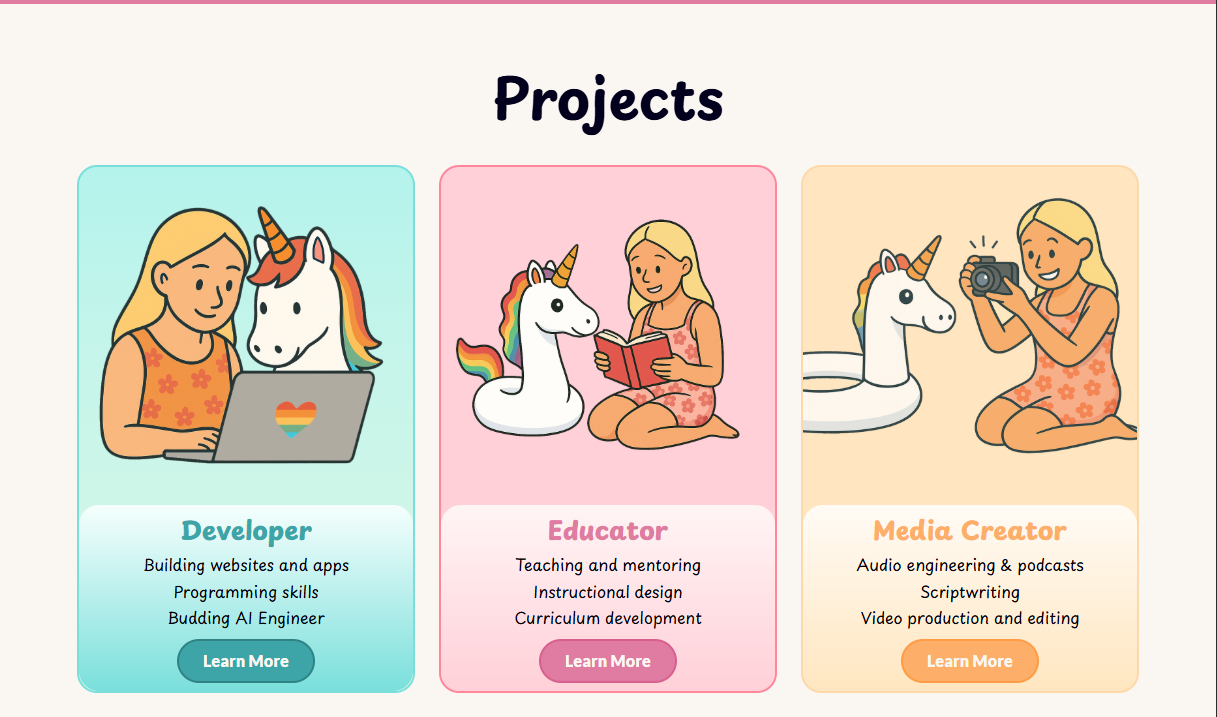 Projects
Developer
Building websites and apps
Programming skills
Budding AI Engineer
Learn More
Educator
Teaching and mentoring
Instructional design
Curriculum development
Learn More
Media Creator
Audio engineering & podcasts
Scriptwriting
Video production and editing
Learn More